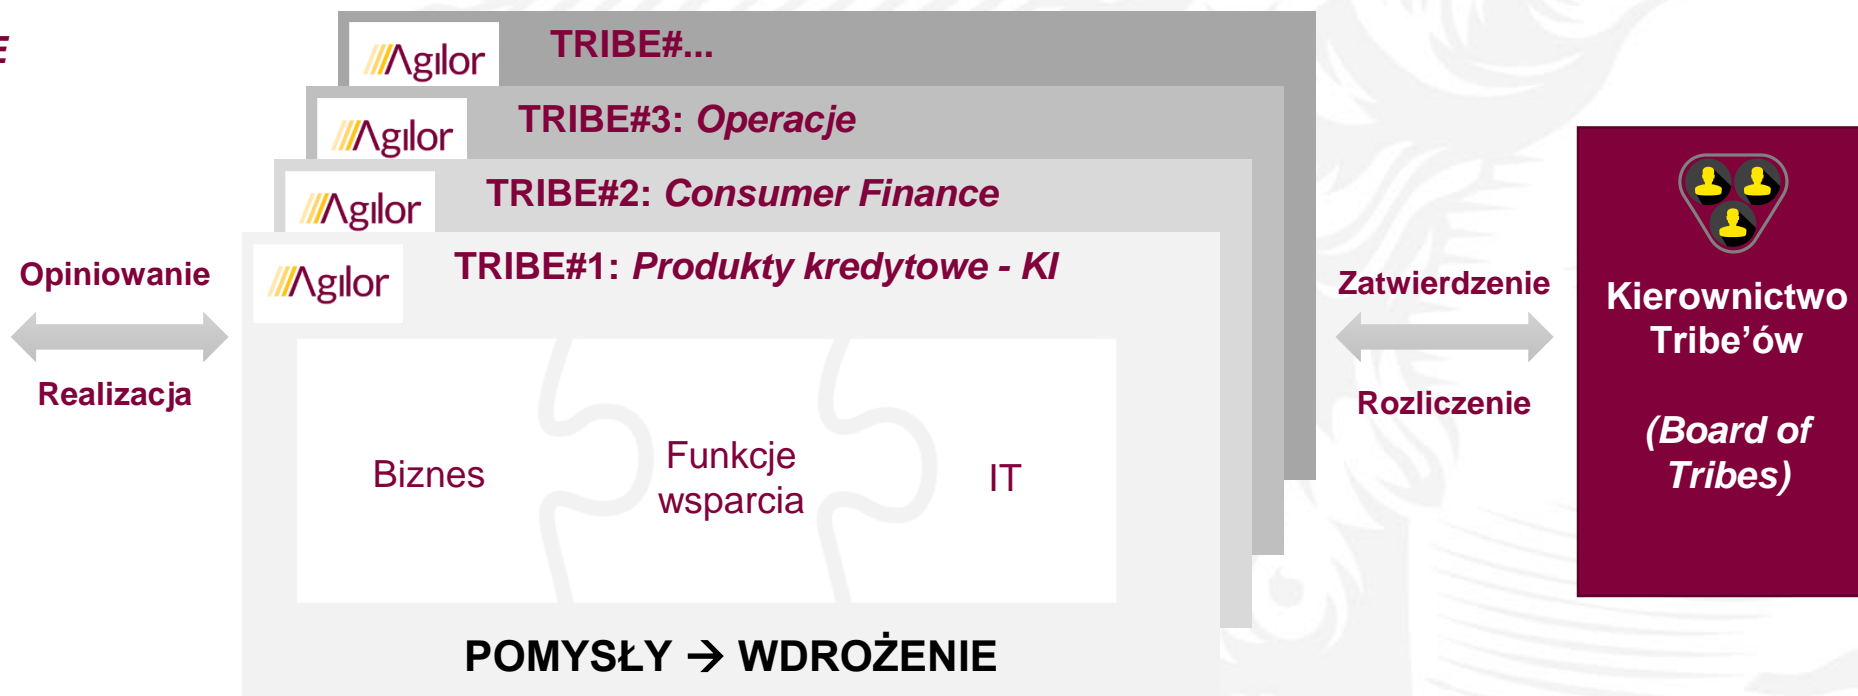 E
Agilor
TRIBE#...
Agilor
TRIBE#3: Operacje
Agilor
TRIBE#2: Consumer Finance
Agilor
TRIBE#1: Produkty kredytowe - KI
Opiniowanie
Realizacja
Biznes
Funkcje
wsparcia
IT
POMYSŁY → WDROŻENIE
Zatwierdzenie
Rozliczenie
Kierownictwo
Tribe’ów
(Board of
Tribes)